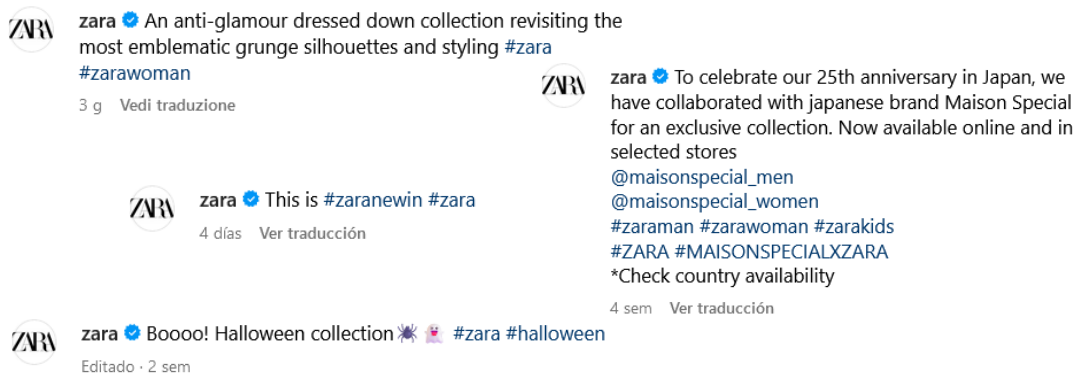 ZARA
zara An anti-glamour dressed down collection revisiting the
most emblematic grunge silhouettes and styling #zara
#zarawoman
3 g Vedi traduzione
ZARA
zara To celebrate our 25th anniversary in Japan, we
have collaborated with japanese brand Maison Special
for an exclusive collection. Now available online and in
selected stores
@maisonspecial_men
@maisonspecial_women
#zaraman #zarawoman #zarakids
#ZARA #MAISONSPECIALXZARA
*Check country availability
4 sem Ver traducción
ZARA
zara This is #zaranewin #zara
4 días Ver traducción
ZARA
zara Boooo! Halloween collection🕷️ 👻 #zara #halloween
Editado · 2 sem